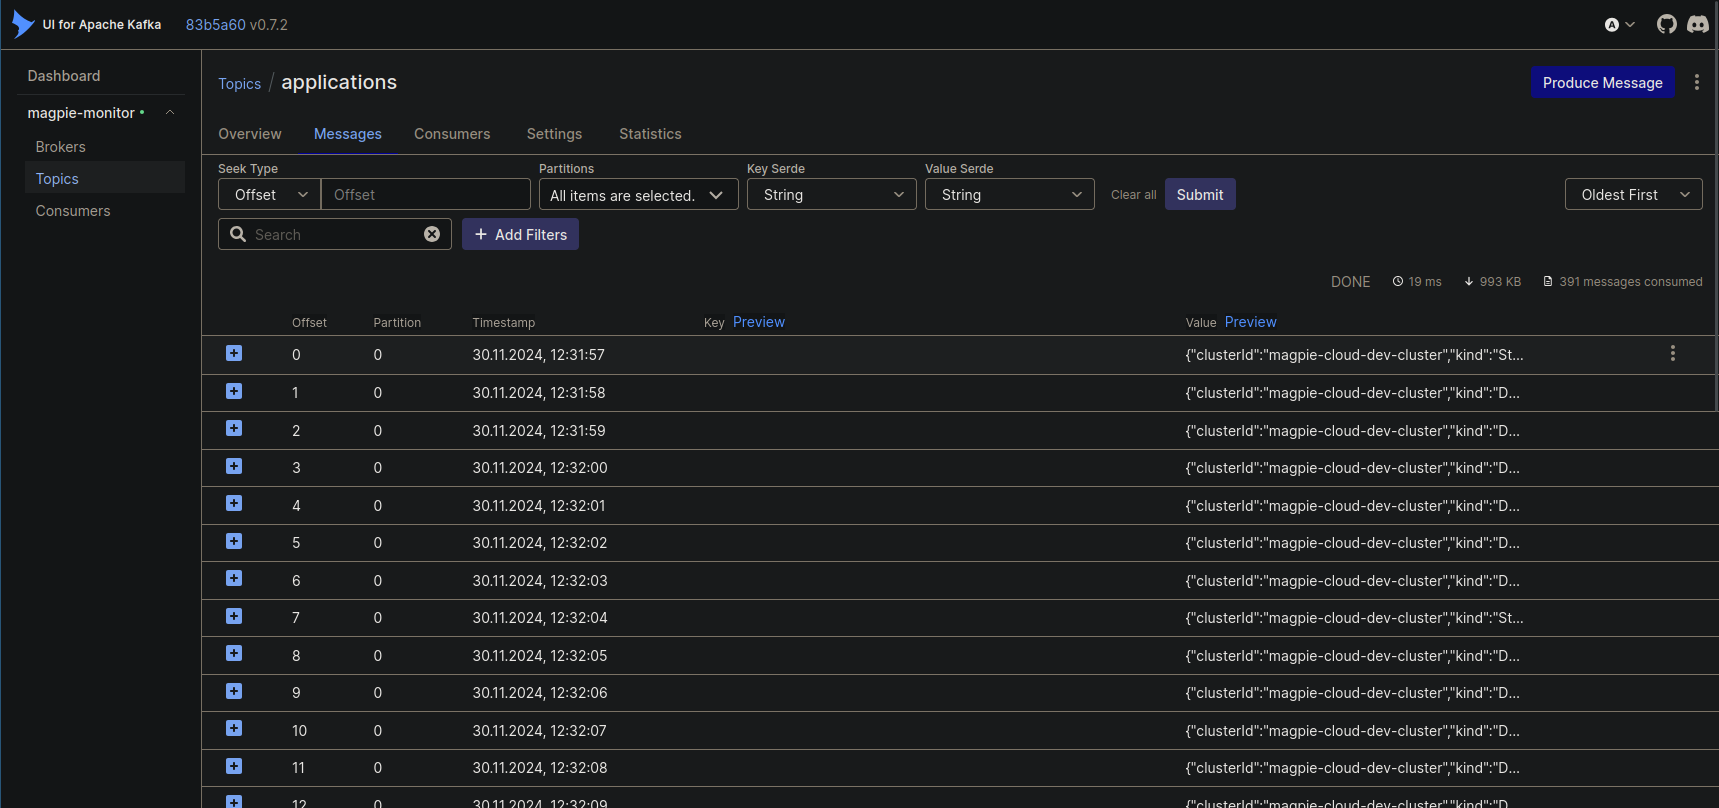 UI for Apache Kafka 83b5a60 v0.7.2 A
Dashboard
magpie-monitor
Brokers
Topics
Consumers
Topics / applications
Produce Message
Overview Messages Consumers Settings Statistics
Seek Type Partitions Key Serde Value Serde
Offset Offset All items are selected. String String Clear all Submit Oldest First
Search + Add Filters
DONE 19 ms 993 KB 391 messages consumed
Offset Partition Timestamp Key Preview Value Preview
0 0 30.11.2024, 12:31:57 {"clusterId":"magpie-cloud-dev-cluster","kind":"St...
1 0 30.11.2024, 12:31:58 {"clusterId":"magpie-cloud-dev-cluster","kind":"D...
2 0 30.11.2024, 12:31:59 {"clusterId":"magpie-cloud-dev-cluster","kind":"D...
3 0 30.11.2024, 12:32:00 {"clusterId":"magpie-cloud-dev-cluster","kind":"D...
4 0 30.11.2024, 12:32:01 {"clusterId":"magpie-cloud-dev-cluster","kind":"D...
5 0 30.11.2024, 12:32:02 {"clusterId":"magpie-cloud-dev-cluster","kind":"D...
6 0 30.11.2024, 12:32:03 {"clusterId":"magpie-cloud-dev-cluster","kind":"D...
7 0 30.11.2024, 12:32:04 {"clusterId":"magpie-cloud-dev-cluster","kind":"St...
8 0 30.11.2024, 12:32:05 {"clusterId":"magpie-cloud-dev-cluster","kind":"D...
9 0 30.11.2024, 12:32:06 {"clusterId":"magpie-cloud-dev-cluster","kind":"D...
10 0 30.11.2024, 12:32:07 {"clusterId":"magpie-cloud-dev-cluster","kind":"D...
11 0 30.11.2024, 12:32:08 {"clusterId":"magpie-cloud-dev-cluster","kind":"D...
12 0 30.11.2024, 12:32:09 {"clusterId":"magpie-cloud-dev-cluster","kind":"D...